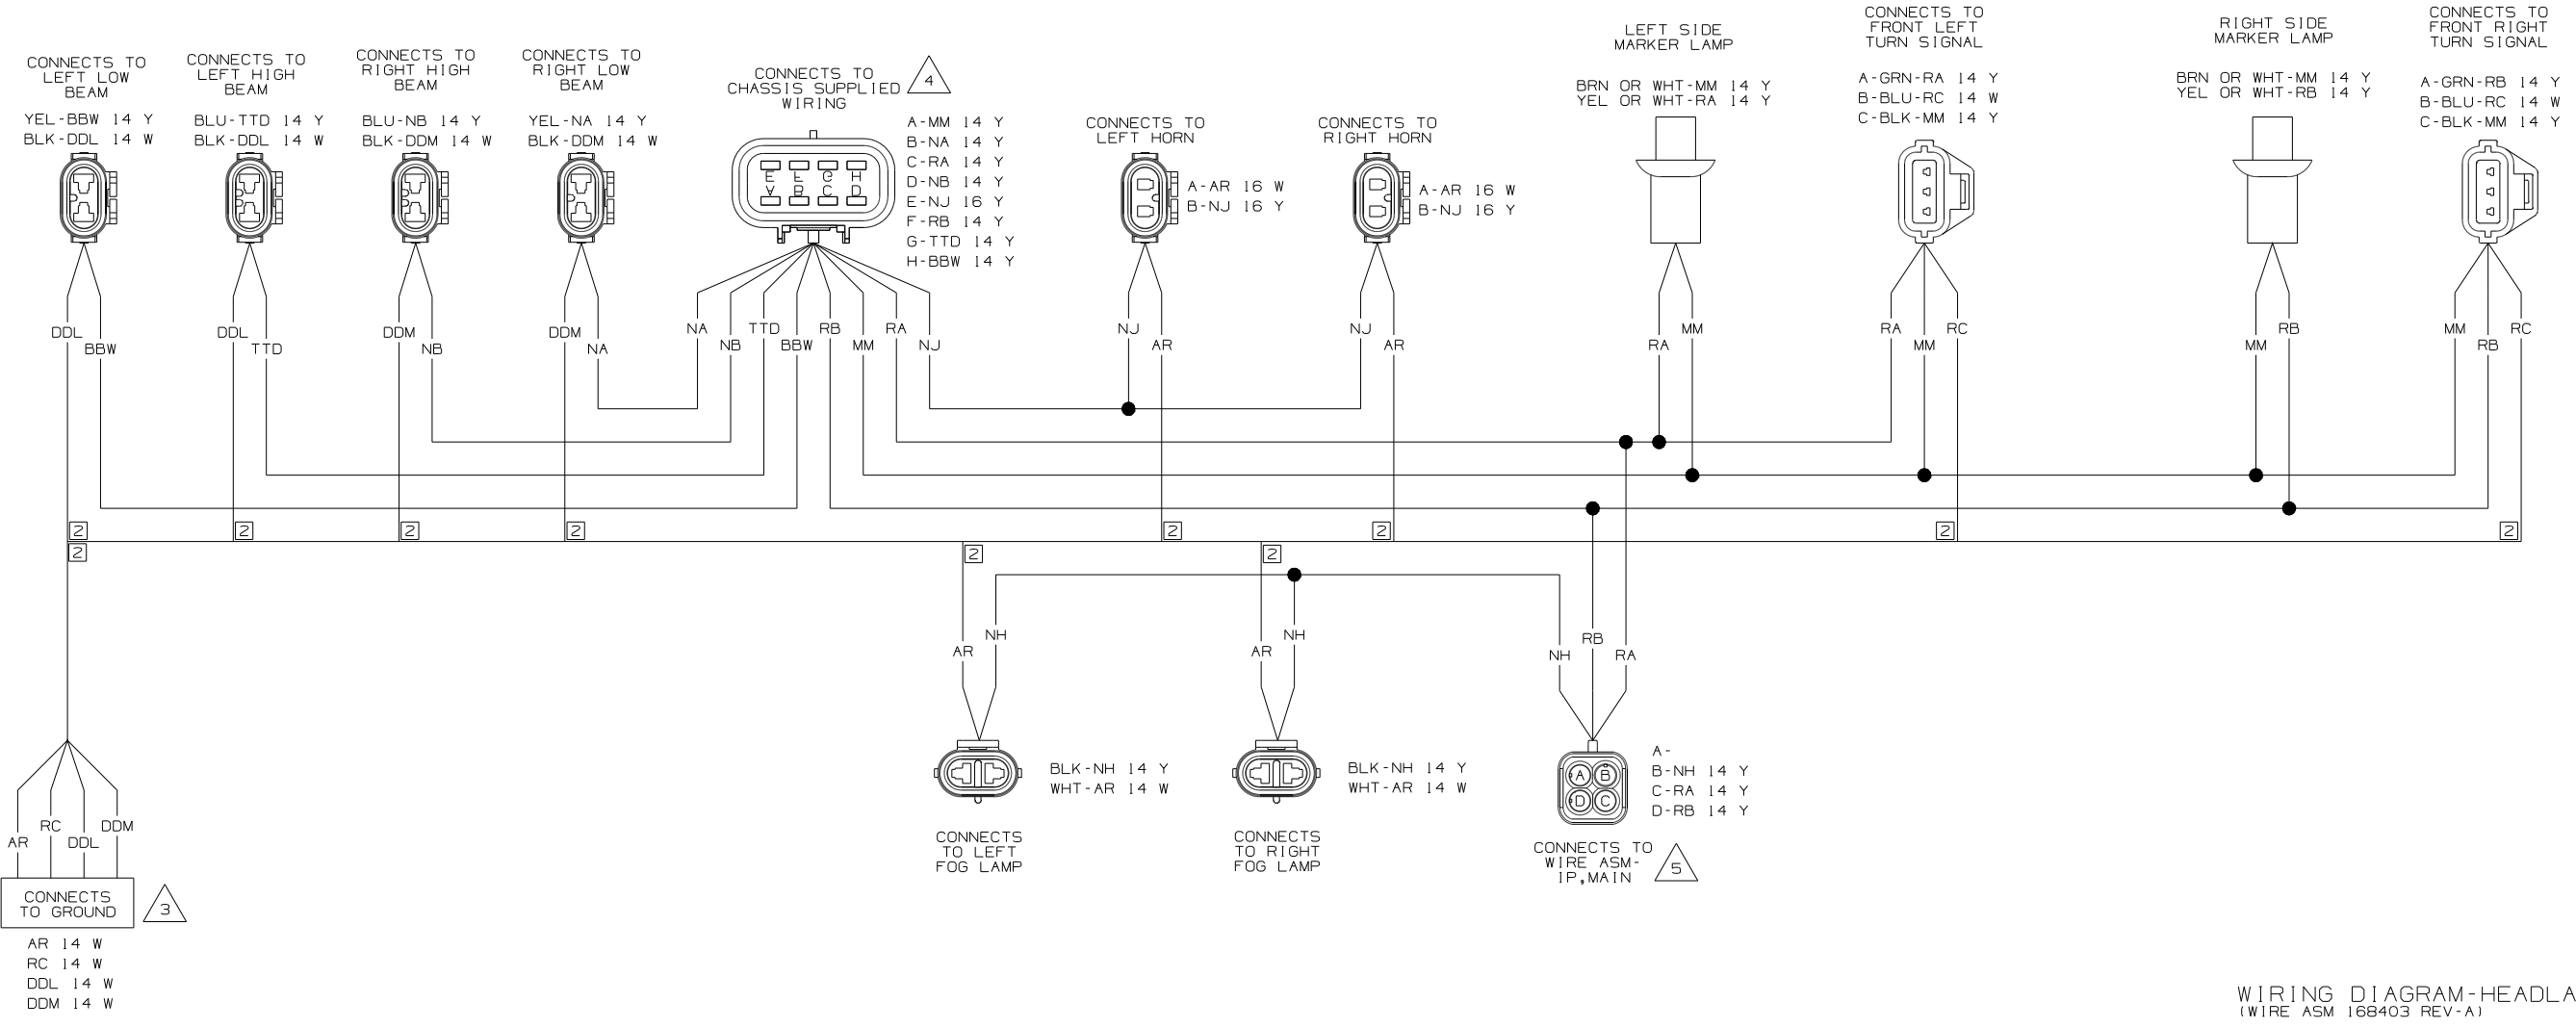 CONNECTS TO
LEFT LOW
BEAM
YEL-BBW 14 Y
BLK-DDL 14 W
CONNECTS TO
LEFT HIGH
BEAM
BLU-TTD 14 Y
BLK-DDL 14 W
CONNECTS TO
RIGHT HIGH
BEAM
BLU-NB 14 Y
BLK-DDM 14 W
CONNECTS TO
RIGHT LOW
BEAM
YEL-NA 14 Y
BLK-DDM 14 W
CONNECTS TO
CHASSIS SUPPLIED
WIRING
4
A-MM 14 Y
B-NA 14 Y
C-RA 14 Y
D-NB 14 Y
E-NJ 16 Y
F-RB 14 Y
G-TTD 14 Y
H-BBW 14 Y
E F G H
A B C D
CONNECTS TO
LEFT HORN
A-AR 16 W
B-NJ 16 Y
CONNECTS TO
RIGHT HORN
A-AR 16 W
B-NJ 16 Y
LEFT SIDE
MARKER LAMP
BRN OR WHT-MM 14 Y
YEL OR WHT-RA 14 Y
CONNECTS TO
FRONT LEFT
TURN SIGNAL
A-GRN-RA 14 Y
B-BLU-RC 14 W
C-BLK-MM 14 Y
RIGHT SIDE
MARKER LAMP
BRN OR WHT-MM 14 Y
YEL OR WHT-RB 14 Y
CONNECTS TO
FRONT RIGHT
TURN SIGNAL
A-GRN-RB 14 Y
B-BLU-RC 14 W
C-BLK-MM 14 Y
DDL
BBW
DDL
TTD
DDM
NB
DDM
NA
NA
NB
TTD
BBW
RB
MM
RA
NJ
NJ
AR
NJ
AR
RA
MM
RA
MM
RC
MM
RB
MM
RB
RC
2
2
2
2
2
2
2
2
2
2
2
AR
NH
AR
NH
NH
RB
RA
BLK-NH 14 Y
WHT-AR 14 W
CONNECTS
TO LEFT
FOG LAMP
BLK-NH 14 Y
WHT-AR 14 W
CONNECTS
TO RIGHT
FOG LAMP
A B
D C
A-
B-NH 14 Y
C-RA 14 Y
D-RB 14 Y
CONNECTS TO
WIRE ASM-
IP,MAIN
5
AR
RC
DDL
DDM
CONNECTS
TO GROUND
3
AR 14 W
RC 14 W
DDL 14 W
DDM 14 W
WIRING DIAGRAM-HEADLA
(WIRE ASM 168403 REV-A)